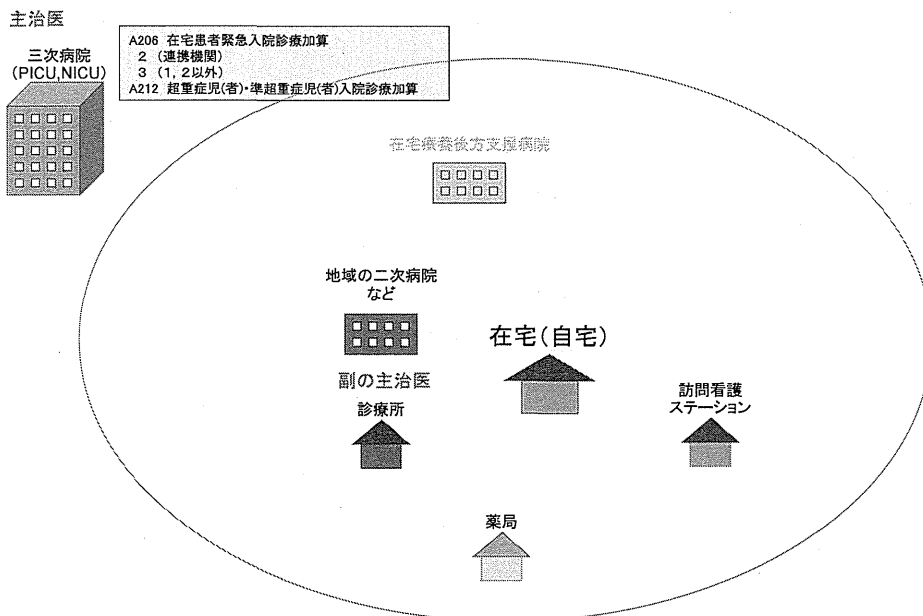 主治医
三次病院
(PICU,NICU)
A206 在宅患者緊急入院診療加算
2 (連携機関)
3 (1, 2以外)
A212 超重症児(者)・準超重症児(者)入院診療加算
在宅療養後方支援病院
地域の二次病院
など
在宅(自宅)
副の主治医
診療所
訪問看護
ステーション
薬局